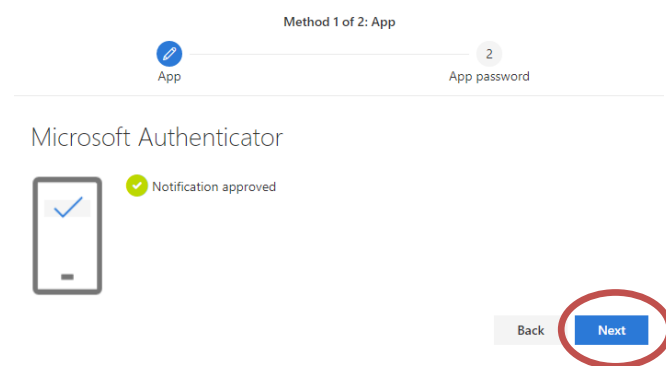 Method 1 of 2: App
2
App
App password
Microsoft Authenticator
Notification approved
Back
Next